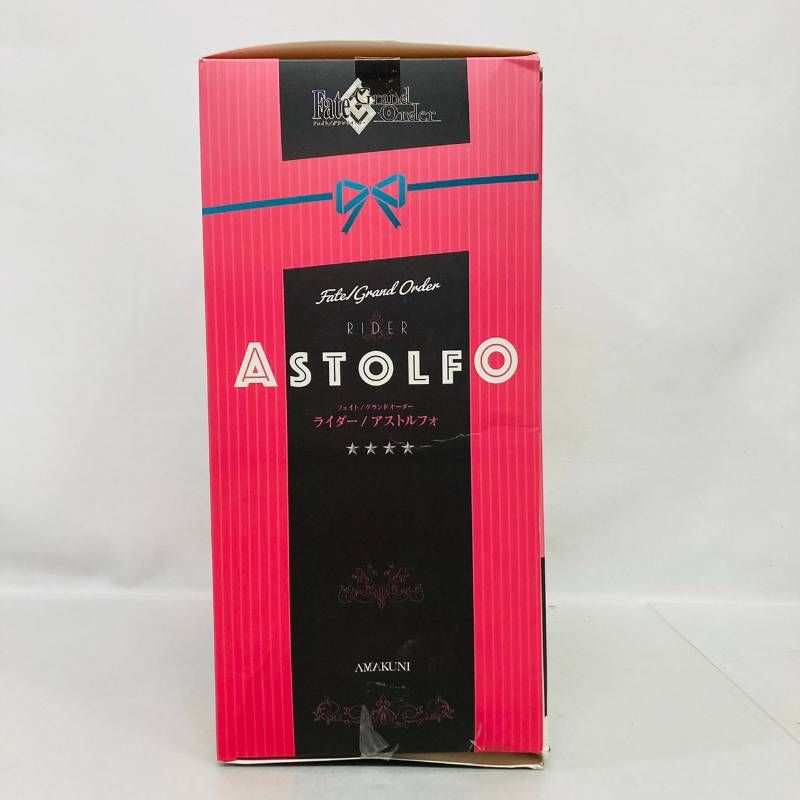 Fate/Grand Order
フェイト/グランドオーダー
Fate/Grand Order
RIDER
ASTOLFO
フェイト/グランドオーダー
ライダー/アストルフォ
AMAKUNI